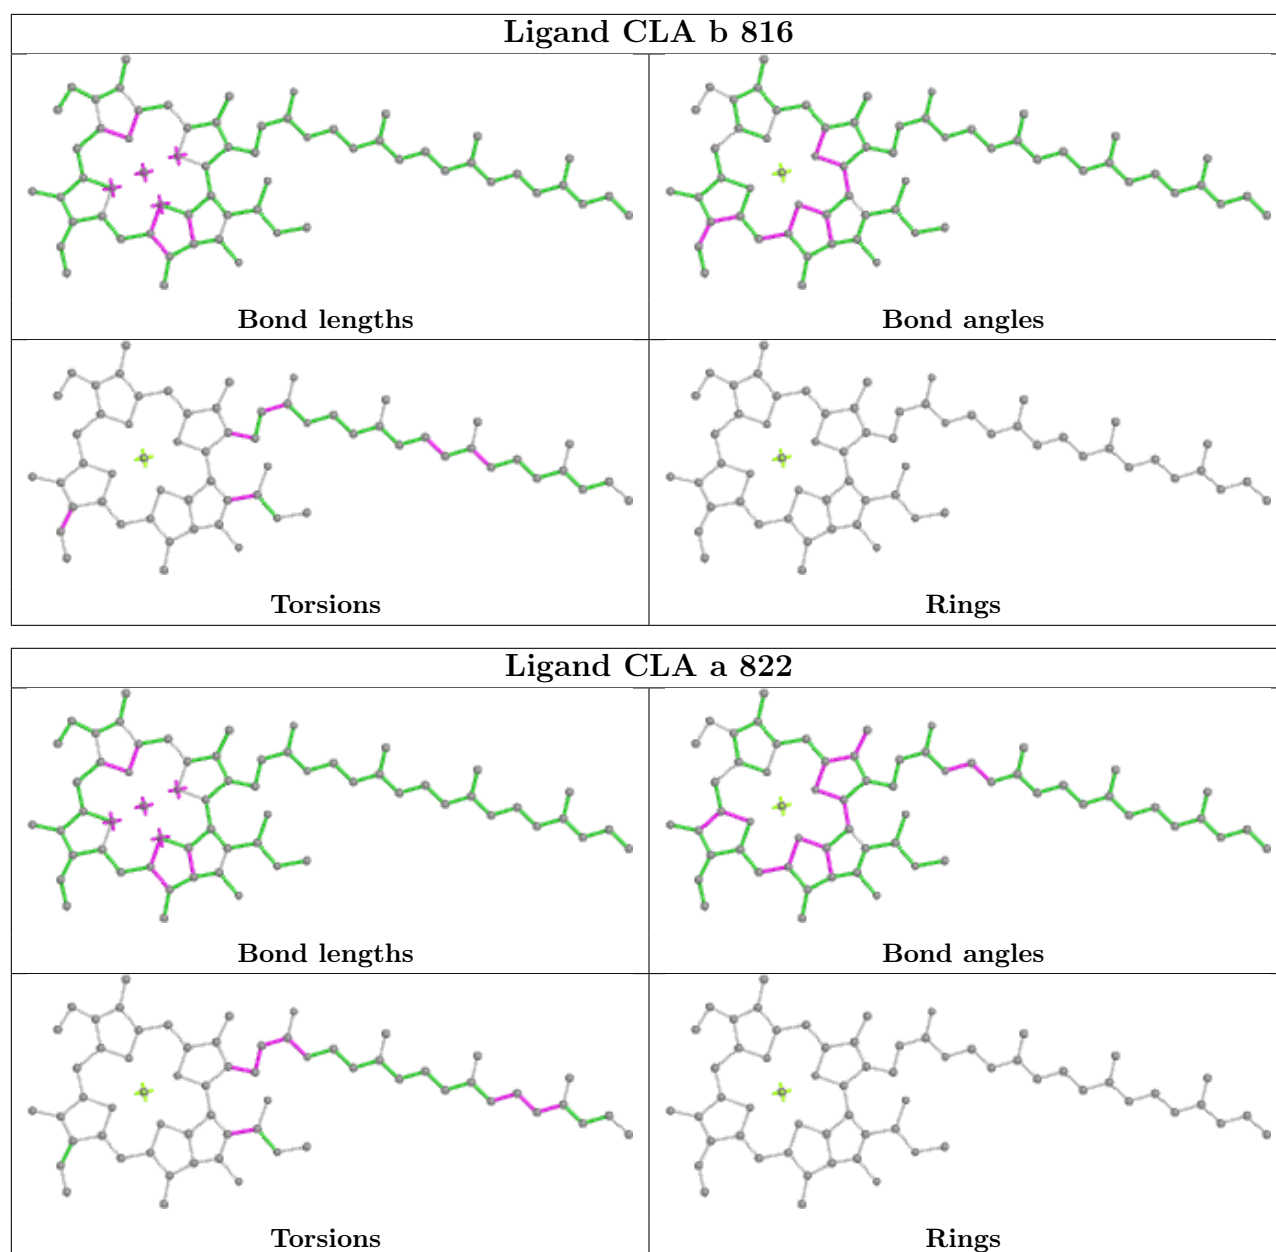 Ligand CLA b 816
Bond lengths
Bond angles
Torsions
Rings
Ligand CLA a 822
Bond lengths
Bond angles
Torsions
Rings